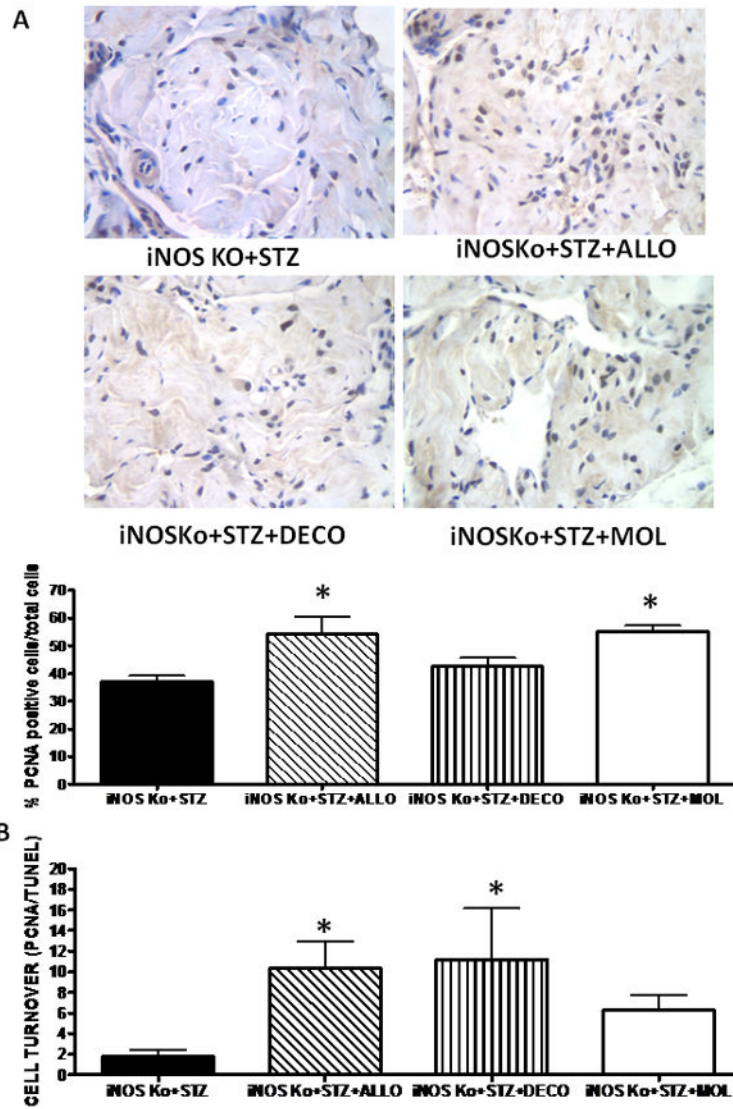 A
iNOS KO+STZ
iNOSKo+STZ+ALLO
iNOSKo+STZ+DECO
iNOSKo+STZ+MOL
% PCNA positive cells/total cells
70
60
50
40
30
20
10
0
*
*
iNOS Ko+STZ
iNOS Ko+STZ+ALLO
iNOS Ko+STZ+DECO
iNOS Ko+STZ+MOL
B
CELL TURNOVER (PCNA/TUNEL)
20
18
16
14
12
10
8
6
4
2
0
*
*
iNOS Ko+STZ
iNOS Ko+STZ+ALLO
iNOS Ko+STZ+DECO
iNOS Ko+STZ+MOL